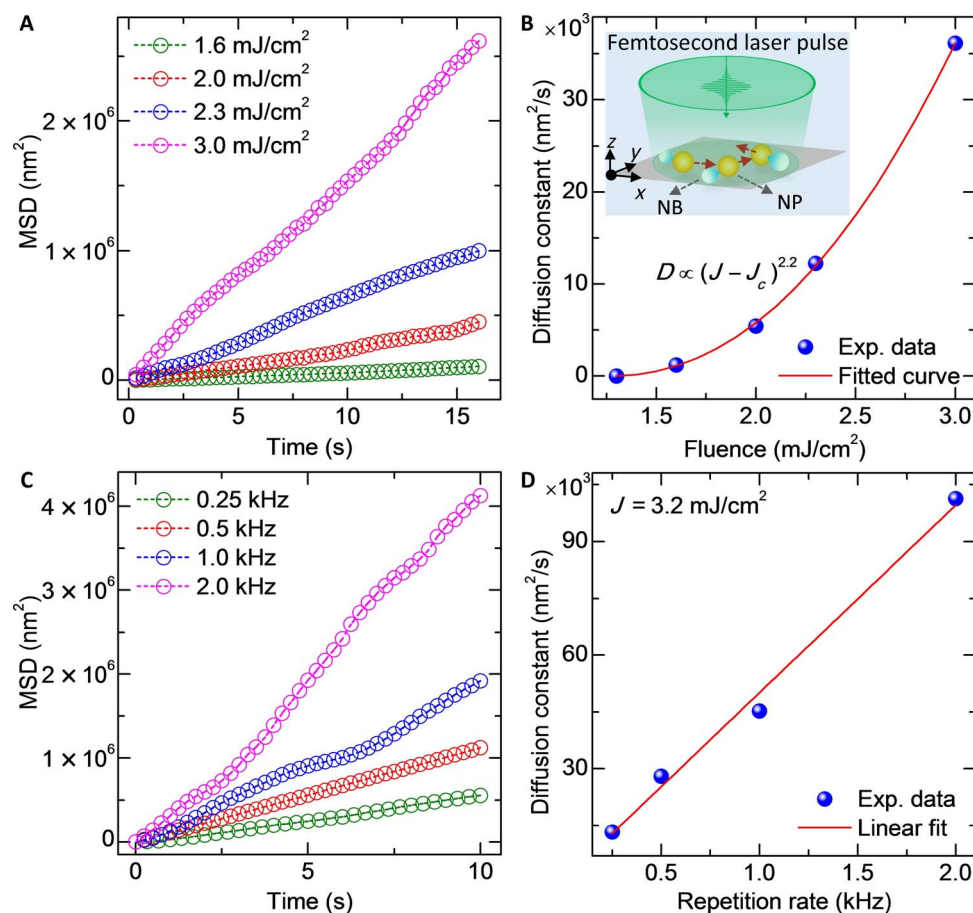 A
1.6 mJ/cm²
2.0 mJ/cm²
2.3 mJ/cm²
3.0 mJ/cm²
MSD (nm²)
2 × 10⁶
1 × 10⁶
0
0 5 10 15
Time (s)
B
×10³
Femtosecond laser pulse
z
y
x
NB
NP
D ∝ (J – J_c)^2.2
Exp. data
Fitted curve
Diffusion constant (nm²/s)
30
20
10
0
1.5 2.0 2.5 3.0
Fluence (mJ/cm²)
C
0.25 kHz
0.5 kHz
1.0 kHz
2.0 kHz
MSD (nm²)
4 × 10⁶
3 × 10⁶
2 × 10⁶
1 × 10⁶
0
0 5 10
Time (s)
D
×10³
J = 3.2 mJ/cm²
Exp. data
Linear fit
Diffusion constant (nm²/s)
90
60
30
0.5 1.0 1.5 2.0
Repetition rate (kHz)